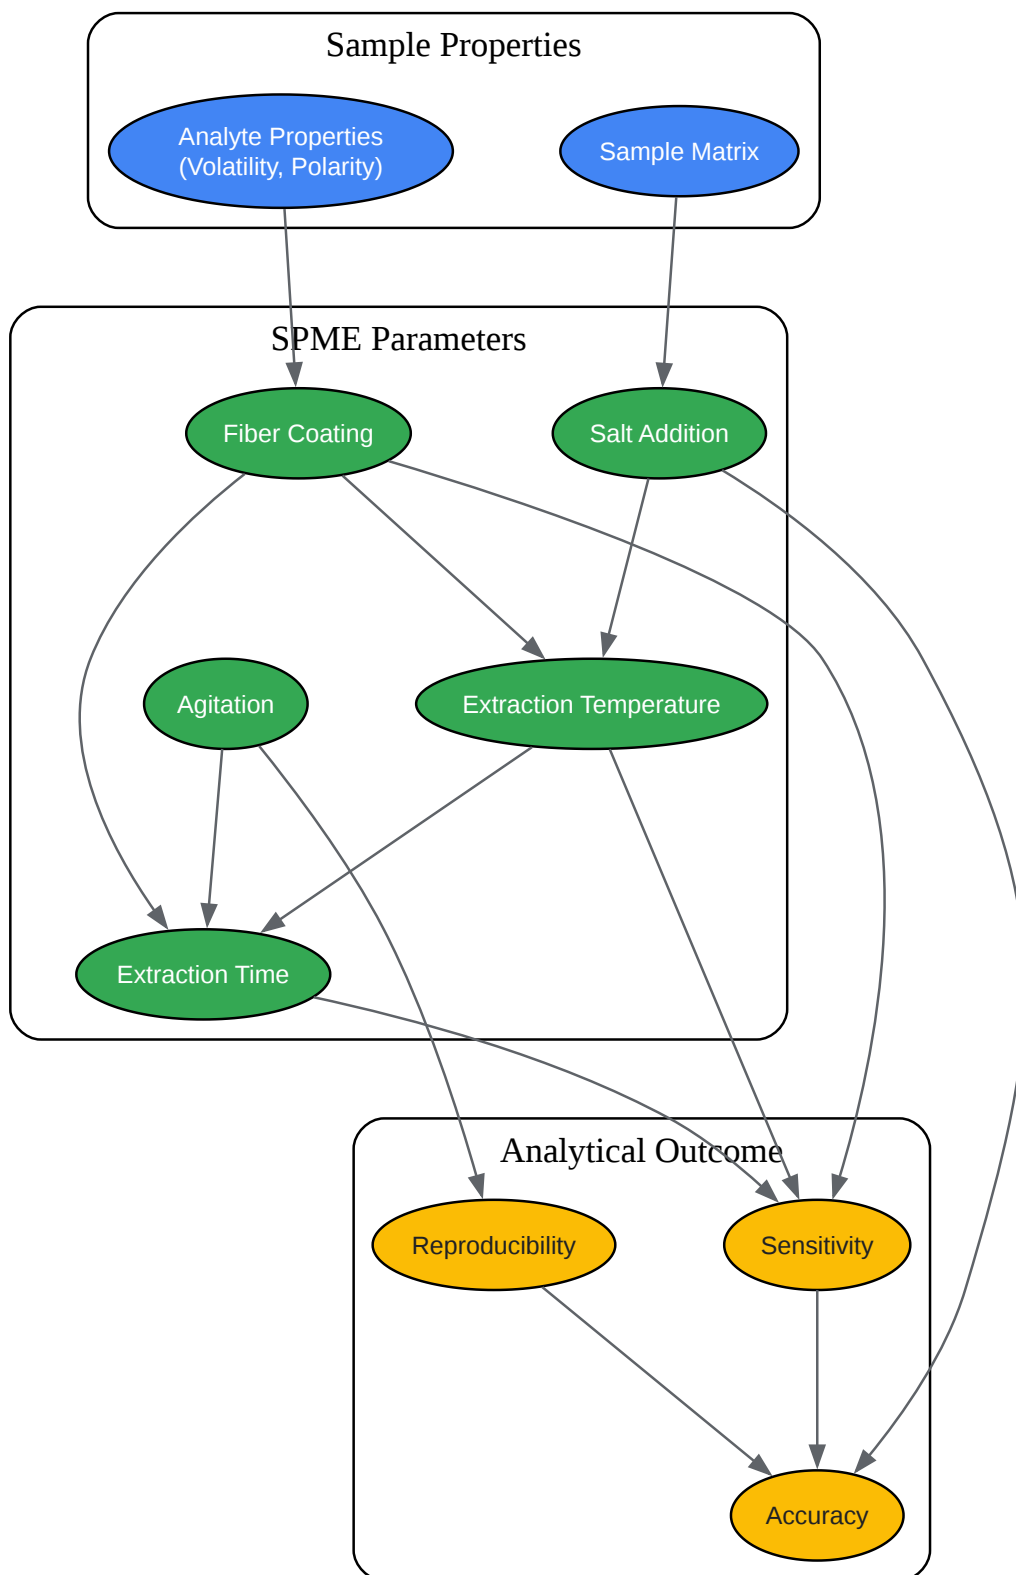 Sample Properties
Analyte Properties
(Volatility, Polarity)
Sample Matrix
SPME Parameters
Fiber Coating
Salt Addition
Agitation
Extraction Temperature
Extraction Time
Analytical Outcome
Reproducibility
Sensitivity
Accuracy